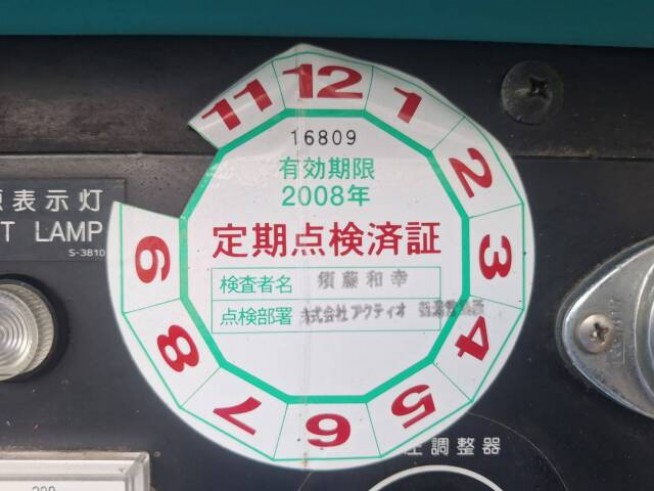 11 12 1 2 3 4 5 6 7 8 9
16809
有効期限
2008年
定期点検済証
検査者名 須藤和幸
点検部署 株式会社アクティオ
表示灯
T LAMP
S-3810
調整器